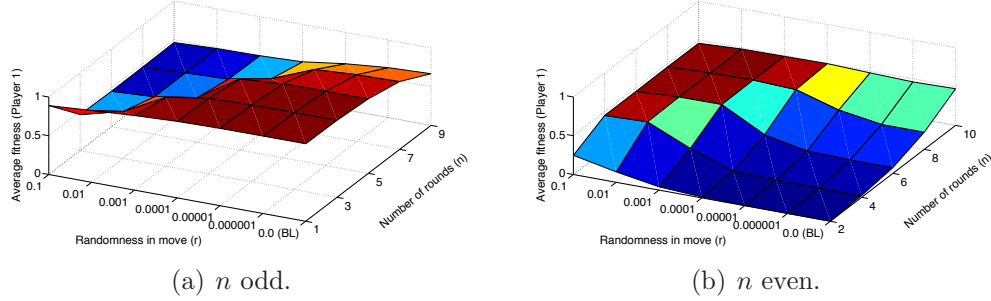 Average fitness (Player 1)
1
0.5
0
0.1
0.01
0.001
0.0001
0.00001
0.000001
0.0 (BL)
Randomness in move (r)
1
3
5
7
9
Number of rounds (n)
(a) n odd.
Average fitness (Player 1)
1
0.5
0
0.1
0.01
0.001
0.0001
0.00001
0.000001
0.0 (BL)
Randomness in move (r)
2
4
6
8
10
Number of rounds (n)
(b) n even.